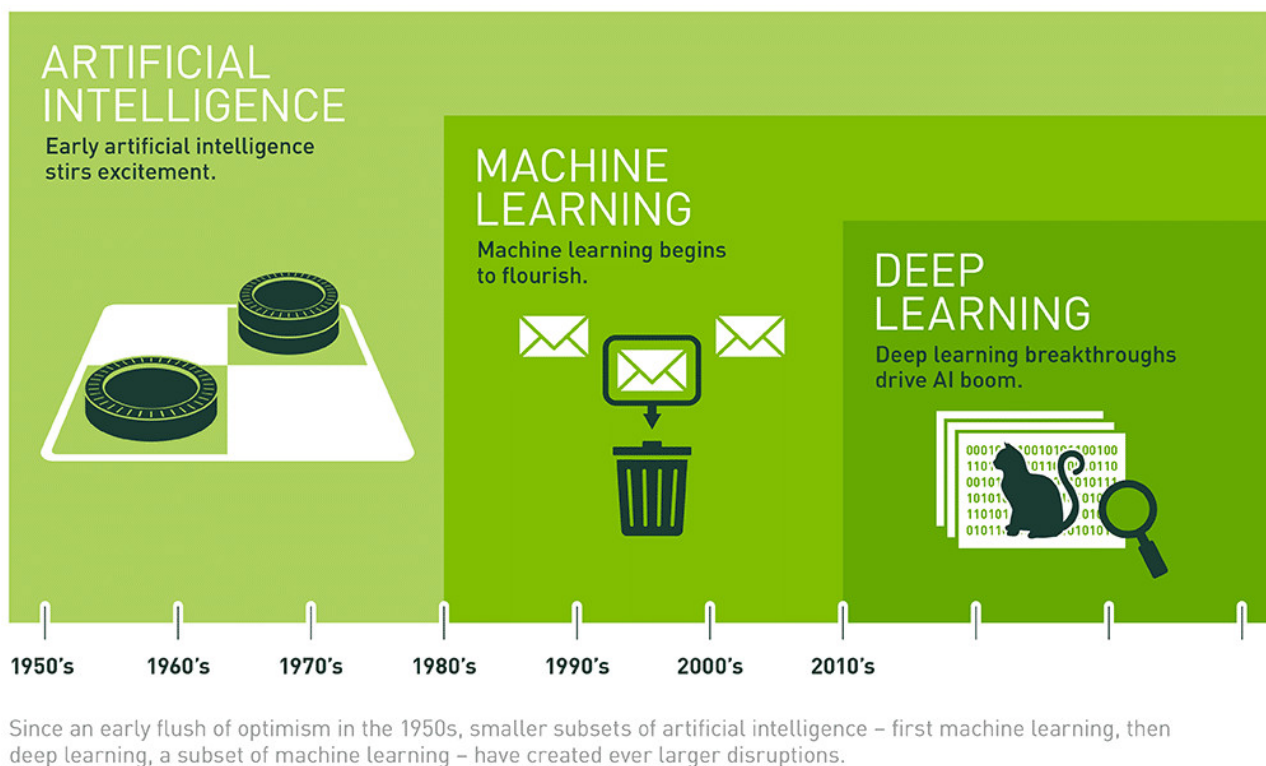 ARTIFICIAL
INTELLIGENCE
Early artificial intelligence
stirs excitement.
MACHINE
LEARNING
Machine learning begins
to flourish.
DEEP
LEARNING
Deep learning breakthroughs
drive AI boom.
1950's
1960's
1970's
1980's
1990's
2000's
2010's
Since an early flush of optimism in the 1950s, smaller subsets of artificial intelligence – first machine learning, then
deep learning, a subset of machine learning – have created ever larger disruptions.